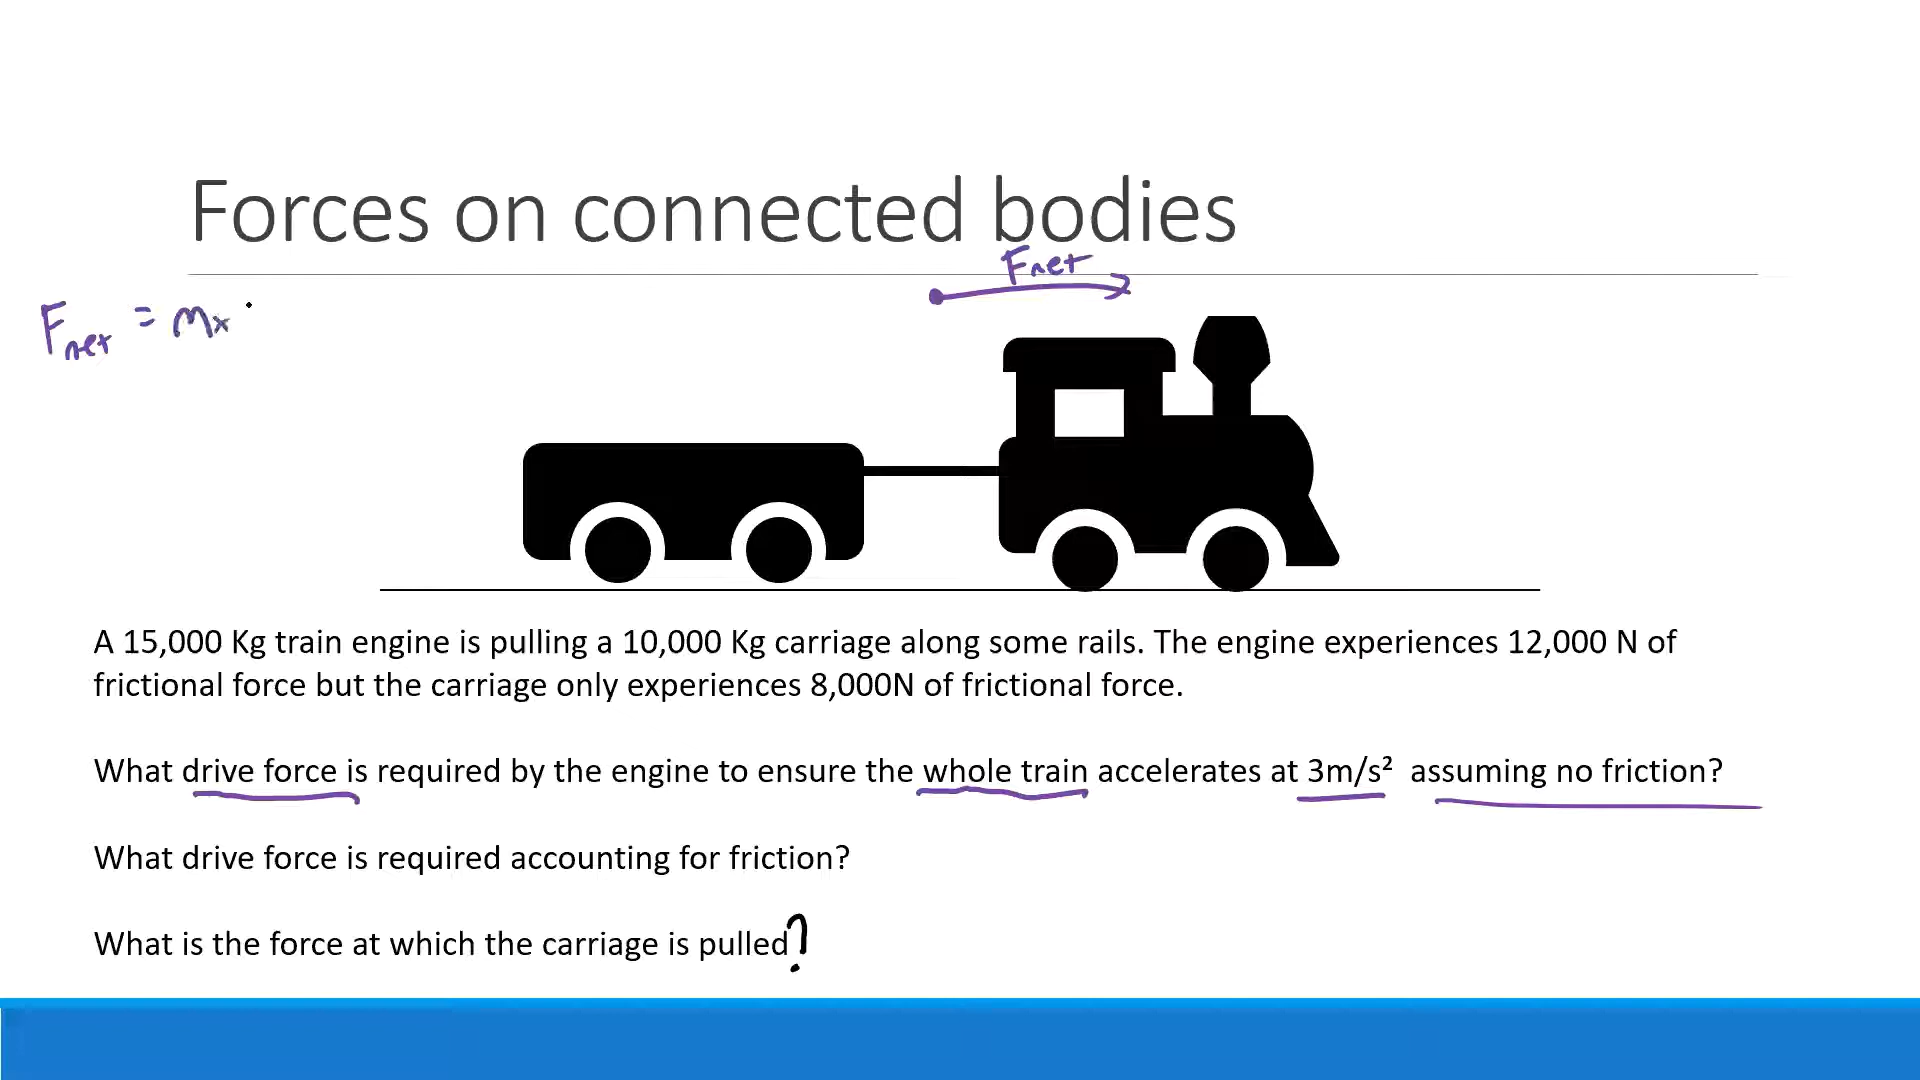 Forces on connected bodies
Fnet
Fnet = m x
A 15,000 Kg train engine is pulling a 10,000 Kg carriage along some rails. The engine experiences 12,000 N of
frictional force but the carriage only experiences 8,000N of frictional force.
What drive force is required by the engine to ensure the whole train accelerates at 3m/s² assuming no friction?
What drive force is required accounting for friction?
What is the force at which the carriage is pulled?